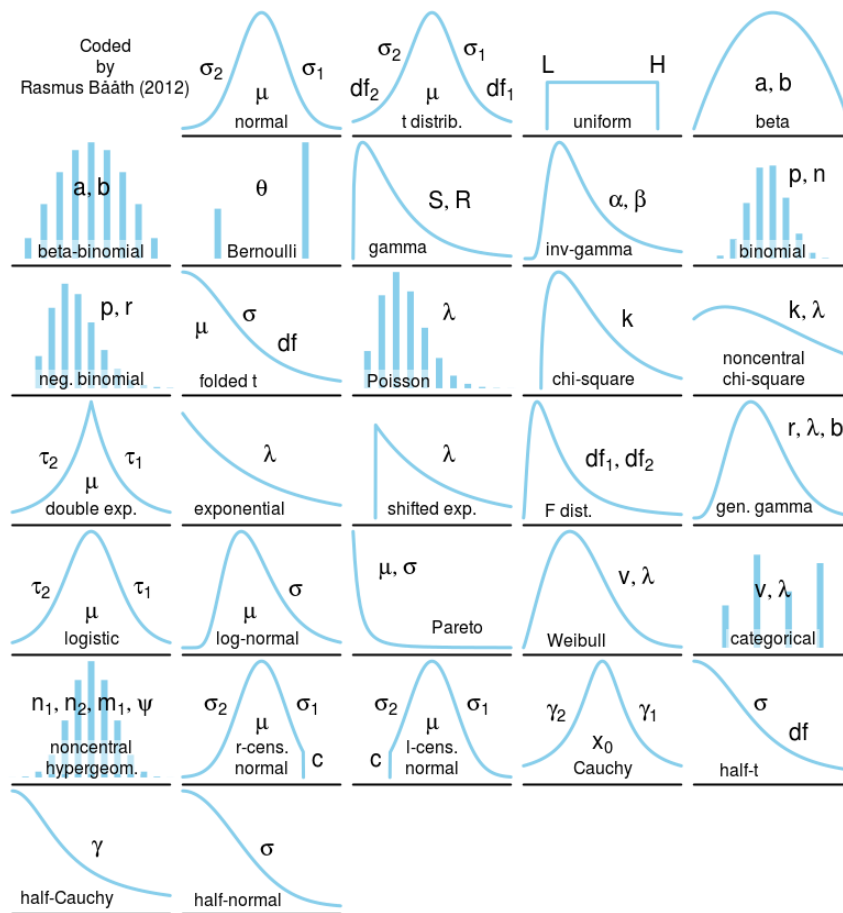 Coded
by
Rasmus Bååth (2012)
σ2 σ1
μ
normal
σ2 σ1
df2 μ df1
t distrib.
L H
uniform
a, b
beta
a, b
beta-binomial
θ
Bernoulli
S, R
gamma
α, β
inv-gamma
p, n
binomial
p, r
neg. binomial
μ σ df
folded t
λ
Poisson
k
chi-square
k, λ
noncentral
chi-square
τ2 τ1
μ
double exp.
λ
exponential
λ
shifted exp.
df1, df2
F dist.
r, λ, b
gen. gamma
τ2 τ1
μ
logistic
σ
μ
log-normal
μ, σ
Pareto
v, λ
Weibull
v, λ
categorical
n1, n2, m1, ψ
noncentral
hypergeom.
σ2 σ1
μ
r-cens.
normal c
σ2 σ1
μ
l-cens.
c normal
γ2 γ1
x0
Cauchy
σ
df
half-t
γ
half-Cauchy
σ
half-normal